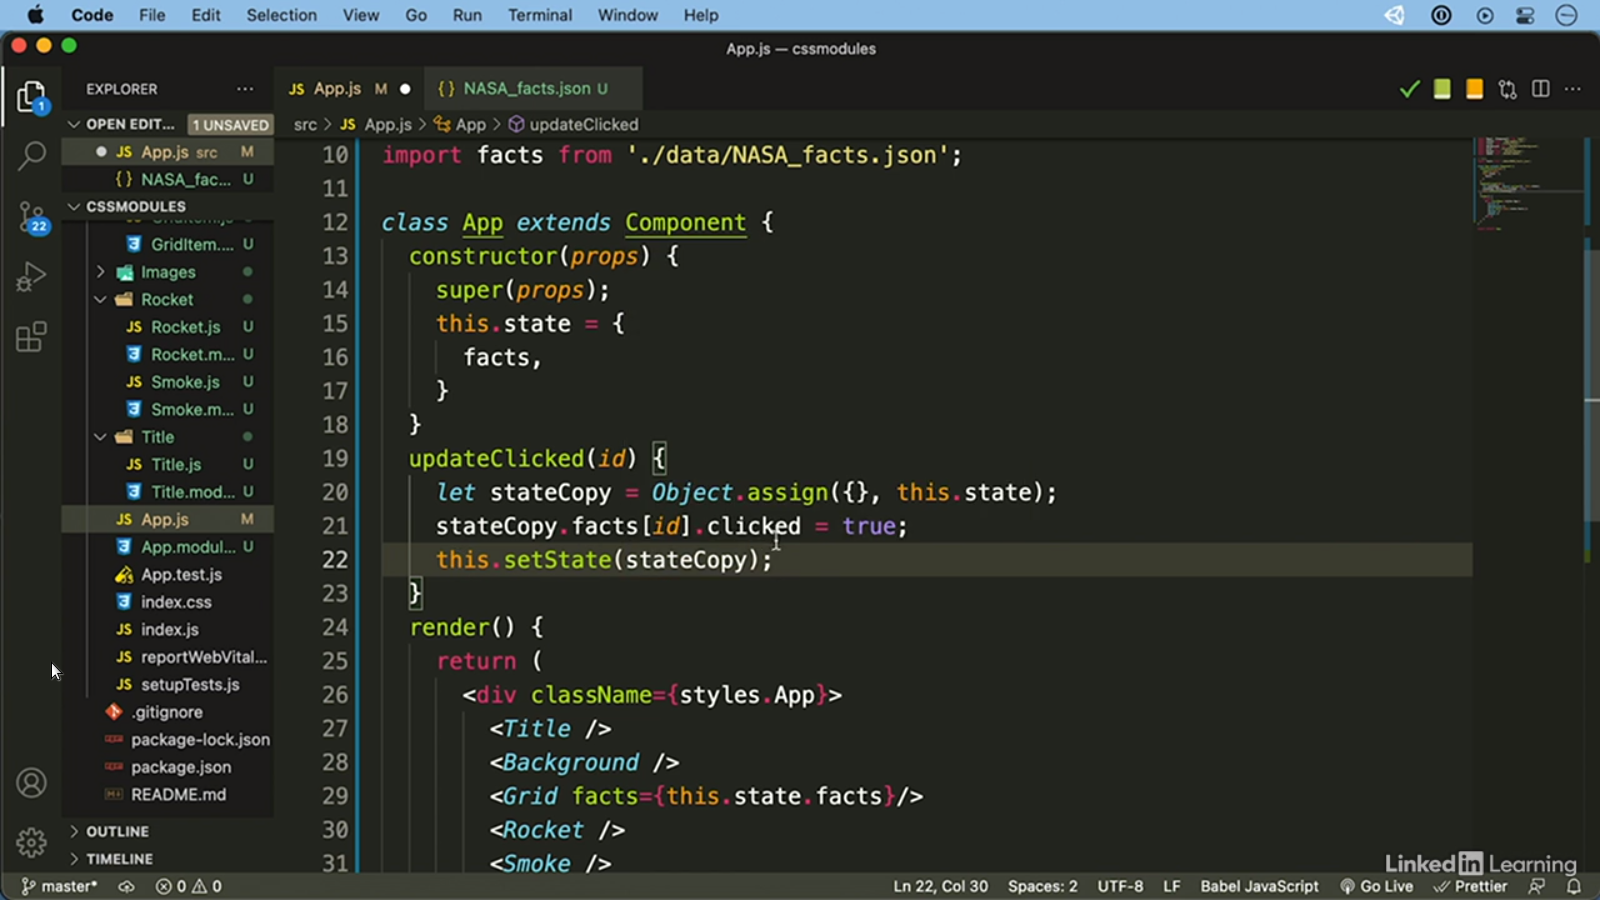 Code File Edit Selection View Go Run Terminal Window Help
App.js — cssmodules
EXPLORER
JS App.js M
{} NASA_facts.json U
OPEN EDIT... 1 UNSAVED
src > JS App.js > App > updateClicked
JS App.js src M
{} NASA_fac... U
CSSMODULES
GridItem.... U
Images
Rocket
JS Rocket.js U
Rocket.m... U
JS Smoke.js U
Smoke.m... U
Title
JS Title.js U
Title.mod... U
JS App.js M
App.modul... U
App.test.js
index.css
JS index.js
JS reportWebVital...
JS setupTests.js
.gitignore
package-lock.json
package.json
README.md
OUTLINE
TIMELINE
1
22
10 import facts from './data/NASA_facts.json';
11
12 class App extends Component {
13 constructor(props) {
14 super(props);
15 this.state = {
16 facts,
17 }
18 }
19 updateClicked(id) {
20 let stateCopy = Object.assign({}, this.state);
21 stateCopy.facts[id].clicked = true;
22 this.setState(stateCopy);
23 }
24 render() {
25 return (
26 <div className={styles.App}>
27 <Title />
28 <Background />
29 <Grid facts={this.state.facts}/>
30 <Rocket />
31 <Smoke />
LinkedIn Learning
master* 0 0 Ln 22, Col 30 Spaces: 2 UTF-8 LF Babel JavaScript Go Live Prettier